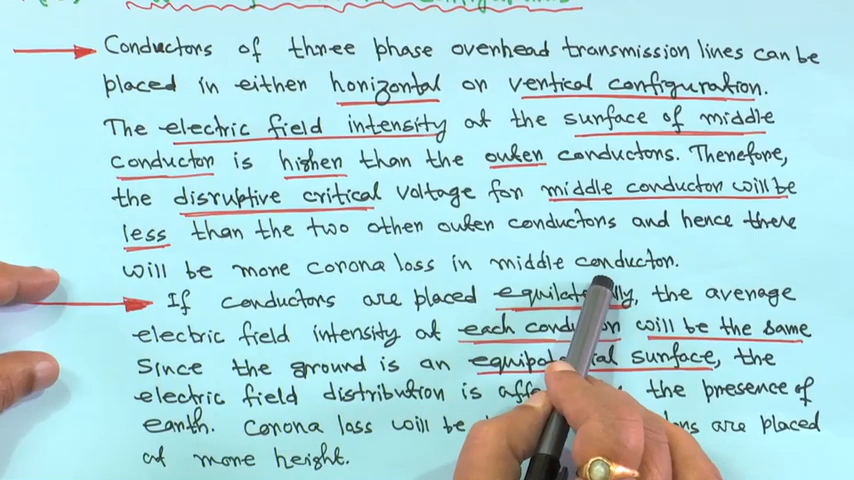 Conductors of three phase overhead transmission lines can be
placed in either horizontal or vertical configuration.
The electric field intensity at the surface of middle
conductor is higher than the outer conductors. Therefore,
the disruptive critical voltage for middle conductor will be
less than the two other outer conductors and hence there
will be more corona loss in middle conductor.
If conductors are placed the average
electric field intensity at each will be the same
Since the ground is an surface, the
electric field distribution is the presence of
earth. Corona loss will be are placed
at more height.